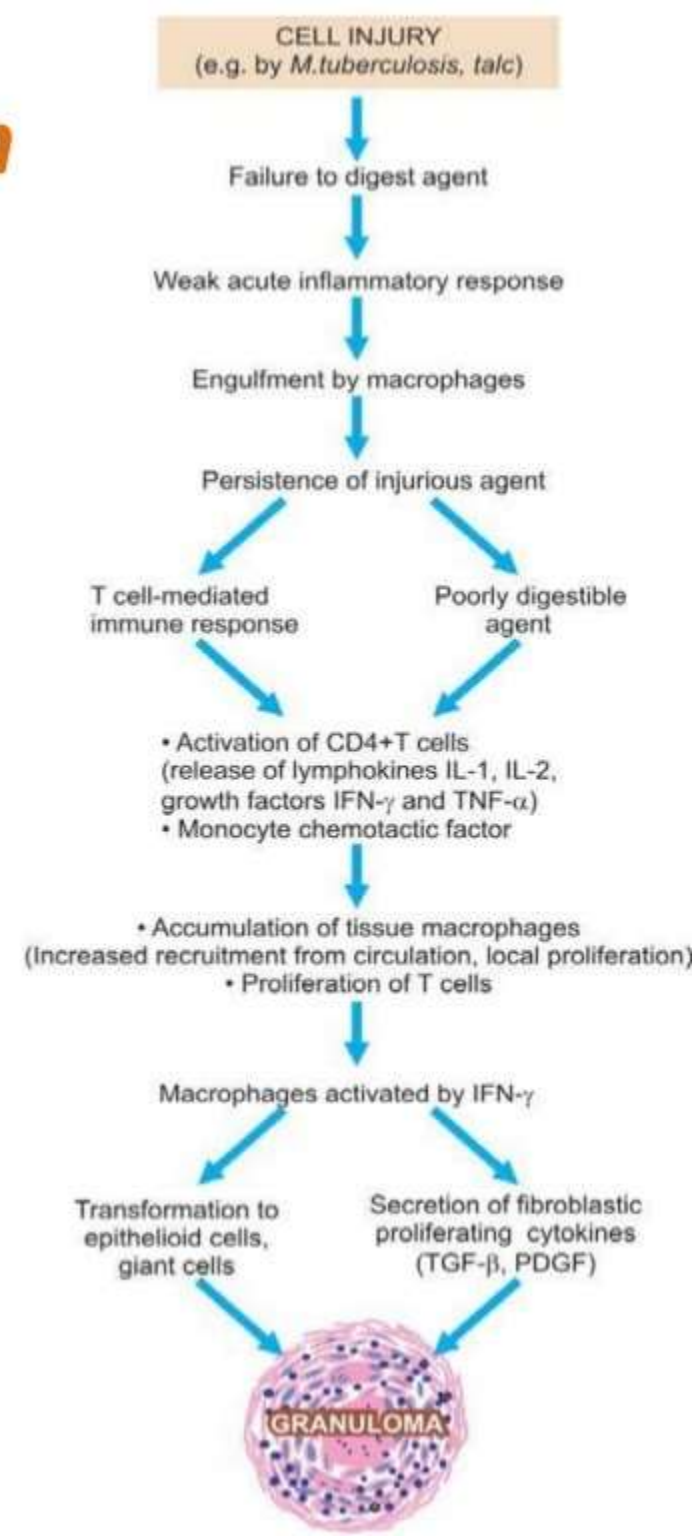 CELL INJURY
(e.g. by M.tuberculosis, talc)
Failure to digest agent
Weak acute inflammatory response
Engulfment by macrophages
Persistence of injurious agent
T cell-mediated
immune response
Poorly digestible
agent
• Activation of CD4+T cells
(release of lymphokines IL-1, IL-2,
growth factors IFN-γ and TNF-α)
• Monocyte chemotactic factor
• Accumulation of tissue macrophages
(Increased recruitment from circulation, local proliferation)
• Proliferation of T cells
Macrophages activated by IFN-γ
Transformation to
epithelioid cells,
giant cells
Secretion of fibroblastic
proliferating cytokines
(TGF-β, PDGF)
GRANULOMA